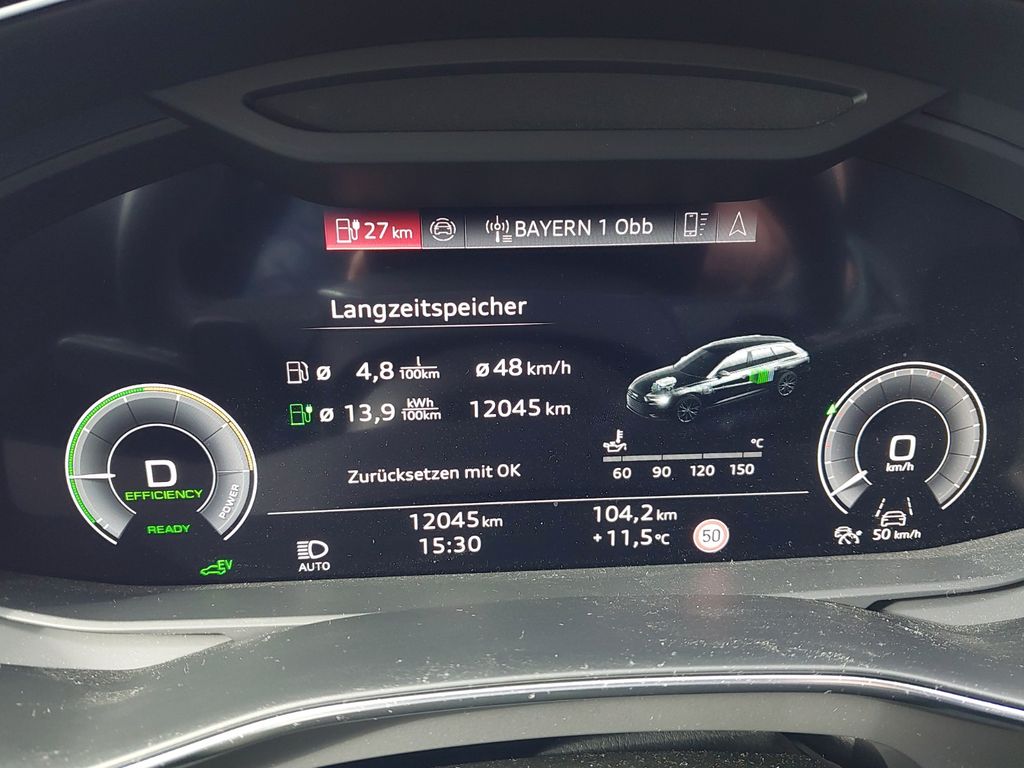 27 km BAYERN 1 Obb
Langzeitspeicher
ø 4,8 l/100km ø 48 km/h
ø 13,9 kWh/100km 12045 km
°C
60 90 120 150
Zurücksetzen mit OK
D
EFFICIENCY
POWER
READY
0
km/h
12045 km 104,2 km
15:30 +11,5 °C 50
50 km/h
AUTO
EV